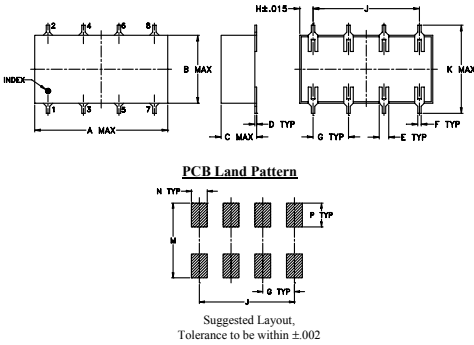 H±.015
J
2 4 6 8
B MAX
K MAX
INDEX
1 3 5 7
A MAX
C MAX
D TYP
G TYP
E TYP
F TYP
PCB Land Pattern
N TYP
P TYP
M
G TYP
J
Suggested Layout,
Tolerance to be within ±.002